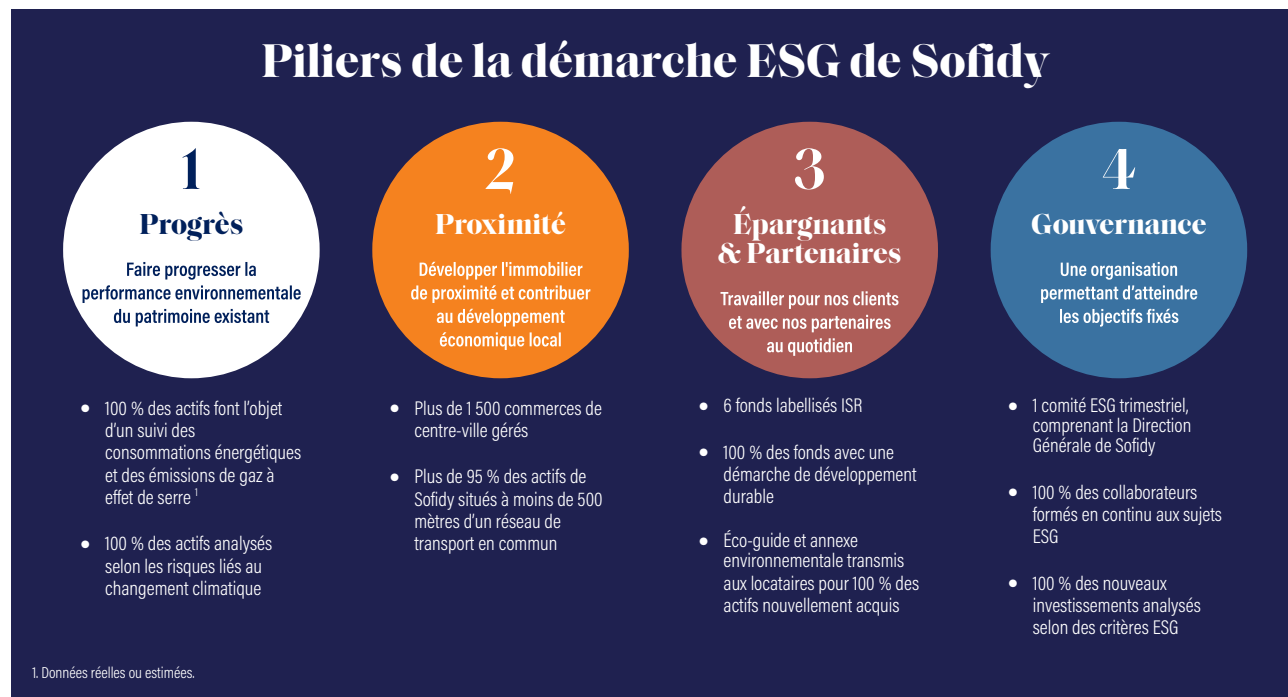 Piliers de la démarche ESG de Sofidy
1
Progrès
Faire progresser la
performance environnementale
du patrimoine existant
• 100 % des actifs font l'objet
d'un suivi des
consommations énergétiques
et des émissions de gaz à
effet de serre ¹
• 100 % des actifs analysés
selon les risques liés au
changement climatique
2
Proximité
Développer l'immobilier
de proximité et contribuer
au développement
économique local
• Plus de 1 500 commerces de
centre-ville gérés
• Plus de 95 % des actifs de
Sofidy situés à moins de 500
mètres d'un réseau de
transport en commun
3
Épargnants
& Partenaires
Travailler pour nos clients
et avec nos partenaires
au quotidien
• 6 fonds labellisés ISR
• 100 % des fonds avec une
démarche de développement
durable
• Éco-guide et annexe
environnementale transmis
aux locataires pour 100 % des
actifs nouvellement acquis
4
Gouvernance
Une organisation
permettant d'atteindre
les objectifs fixés
• 1 comité ESG trimestriel,
comprenant la Direction
Générale de Sofidy
• 100 % des collaborateurs
formés en continu aux sujets
ESG
• 100 % des nouveaux
investissements analysés
selon des critères ESG
1. Données réelles ou estimées.